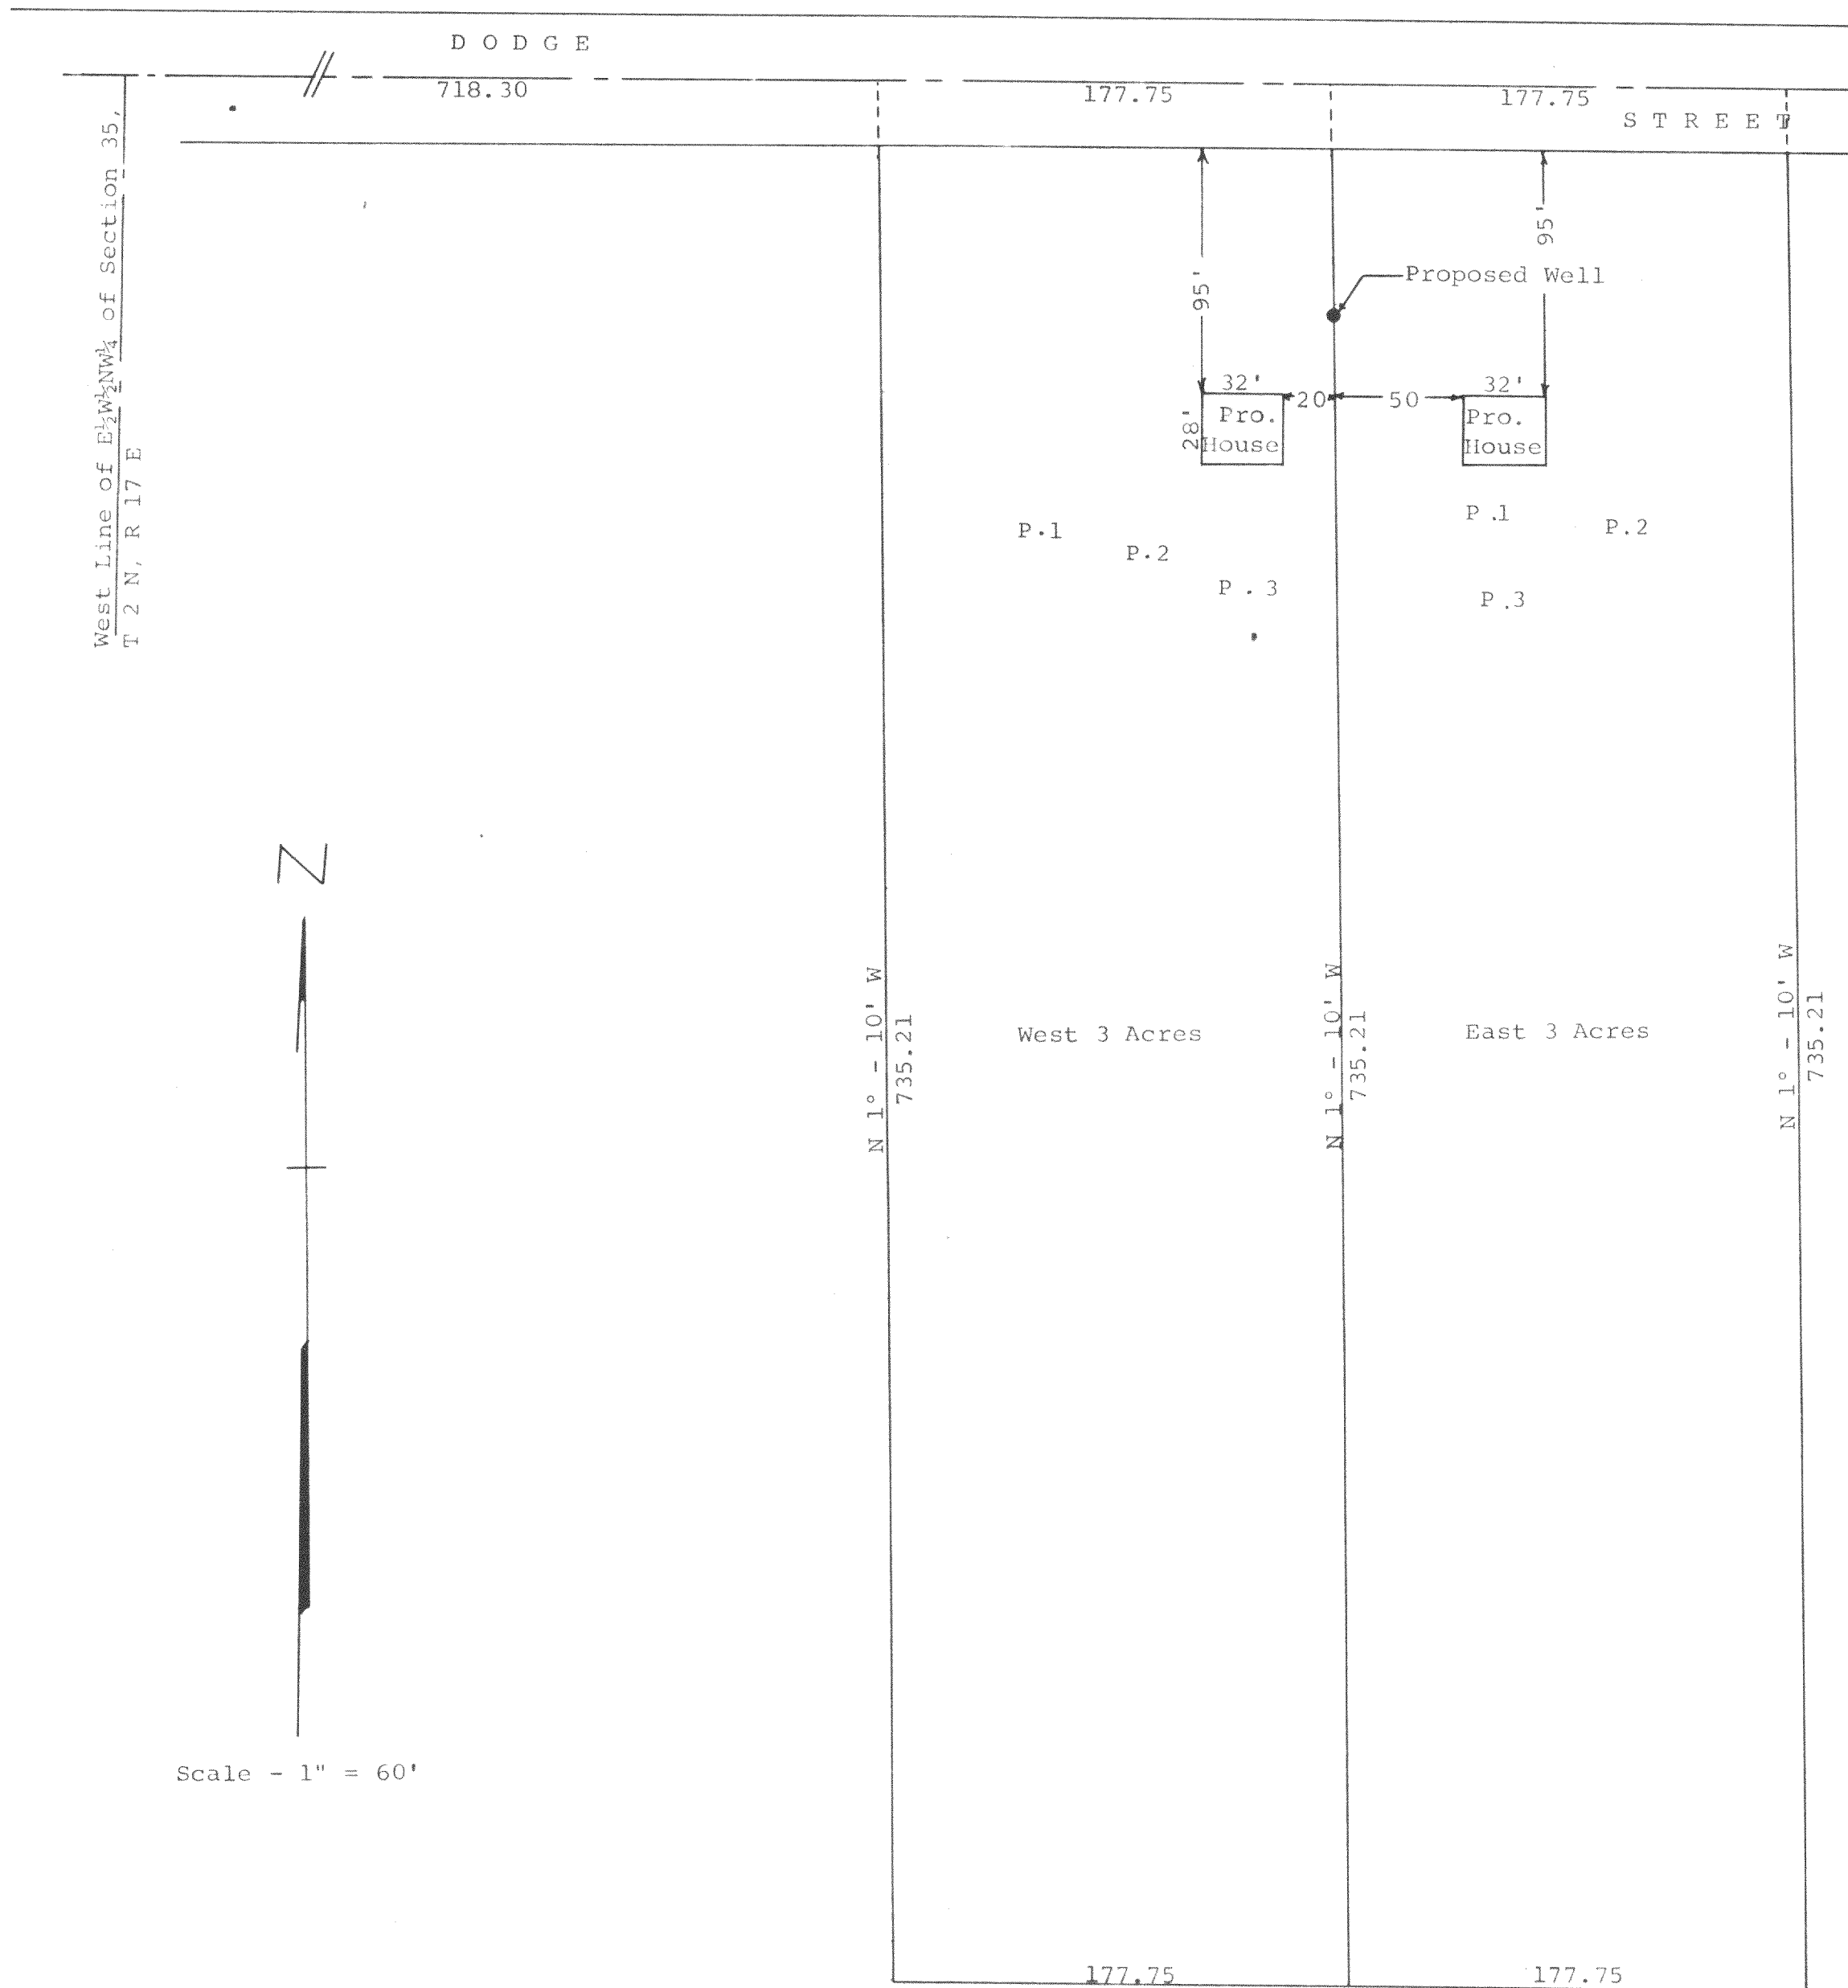 D O D G E
718.30
177.75
177.75
S T R E E T
West Line of E½W½NW¼ of Section 35,
T 2 N, R 17 E
95'
95'
Proposed Well
32'
20
50
32'
28'
Pro.
House
Pro.
House
P.1
P.2
P . 3
P .1
P.2
P .3
N
N 1° - 10' W
735.21
West 3 Acres
N 1° - 10' W
735.21
East 3 Acres
N 1° - 10' W
735.21
Scale - 1" = 60'
177.75
177.75